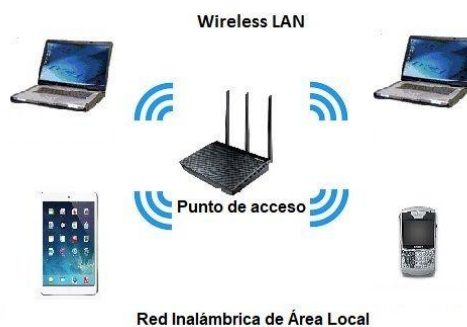 Wireless LAN
Punto de acceso
Red Inalámbrica de Área Local